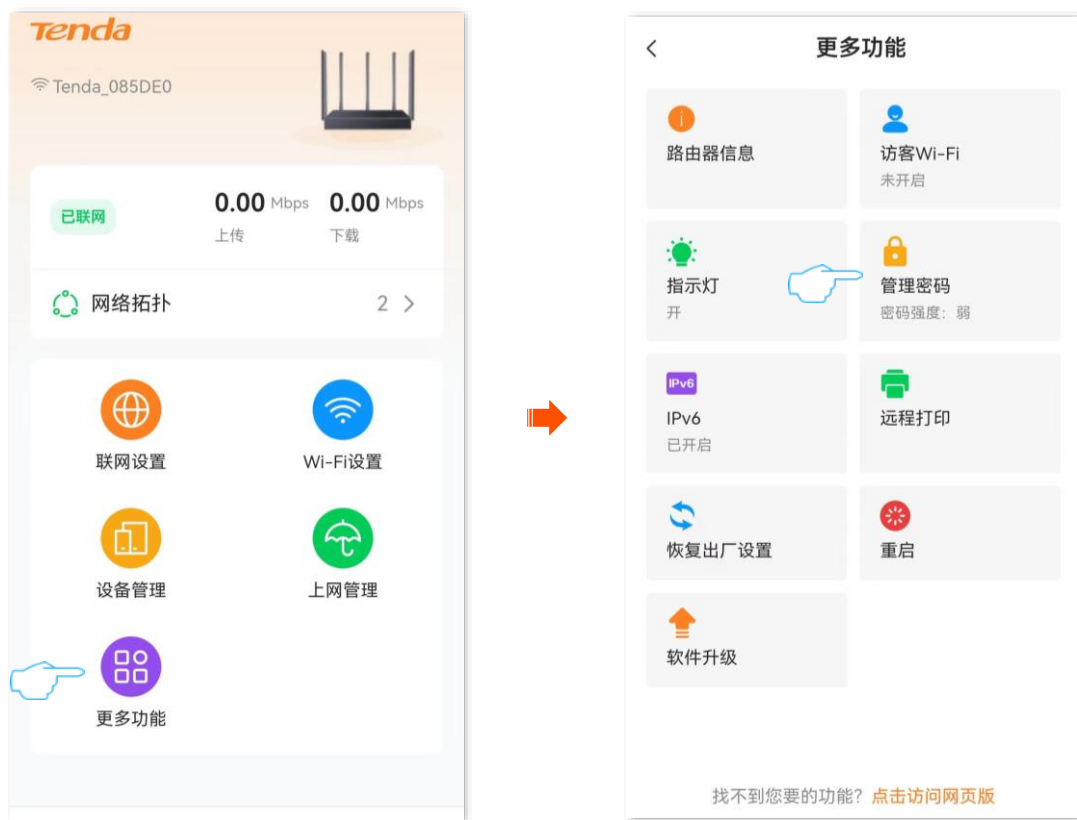 Tenda
Tenda_085DE0
已联网
0.00 Mbps 0.00 Mbps
上传 下载
网络拓扑 2
联网设置 Wi-Fi设置
设备管理 上网管理
更多功能
更多功能
路由器信息 访客Wi-Fi
未开启
指示灯 管理密码
开 密码强度：弱
IPv6
IPv6 远程打印
已开启
恢复出厂设置 重启
软件升级
找不到您要的功能？点击访问网页版